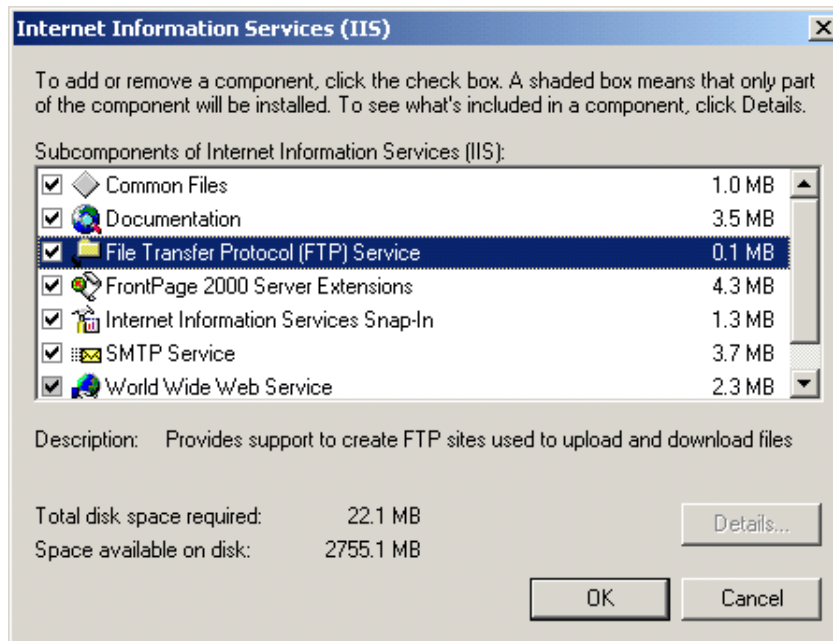 Internet Information Services (IIS)
To add or remove a component, click the check box. A shaded box means that only part
of the component will be installed. To see what's included in a component, click Details.
Subcomponents of Internet Information Services (IIS):
Common Files 1.0 MB
Documentation 3.5 MB
File Transfer Protocol (FTP) Service 0.1 MB
FrontPage 2000 Server Extensions 4.3 MB
Internet Information Services Snap-In 1.3 MB
SMTP Service 3.7 MB
World Wide Web Service 2.3 MB
Description: Provides support to create FTP sites used to upload and download files
Total disk space required: 22.1 MB
Space available on disk: 2755.1 MB
Details...
OK Cancel